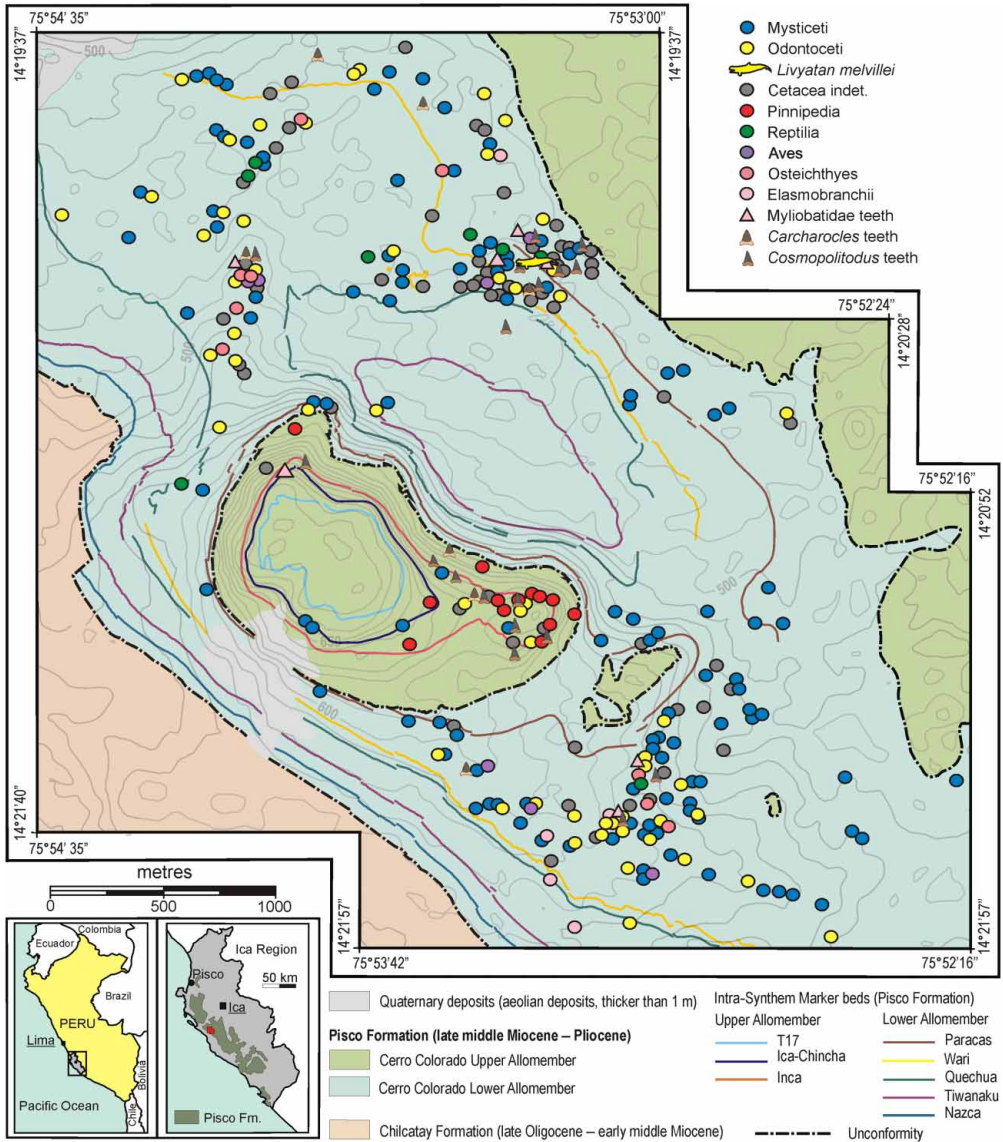 75°54' 35"
75°53'00"
14°19'37"
14°19'37"
500
Mysticeti
Odontoceti
Livyatan melvillei
Cetacea indet.
Pinnipedia
Reptilia
Aves
Osteichthyes
Elasmobranchii
Myliobatidae teeth
Carcharocles teeth
Cosmopolitodus teeth
75°52'24"
14°20'28"
500
75°52'16"
14°20'52
500
650
600
14°21'40
75°54' 35"
metres
0 500 1000
14°21'57
14°21'57
75°53'42"
75°52'16"
Ecuador
Colombia
Brazil
PERU
Lima
Bolivia
Pacific Ocean
Chile
Ica Region
Pisco
50 km
Ica
Pisco Fm.
Quaternary deposits (aeolian deposits, thicker than 1 m)
Pisco Formation (late middle Miocene – Pliocene)
Cerro Colorado Upper Allomember
Cerro Colorado Lower Allomember
Chilcatay Formation (late Oligocene – early middle Miocene)
Intra-Synthem Marker beds (Pisco Formation)
Upper Allomember
T17
Ica-Chincha
Inca
Lower Allomember
Paracas
Wari
Quechua
Tiwanaku
Nazca
Unconformity